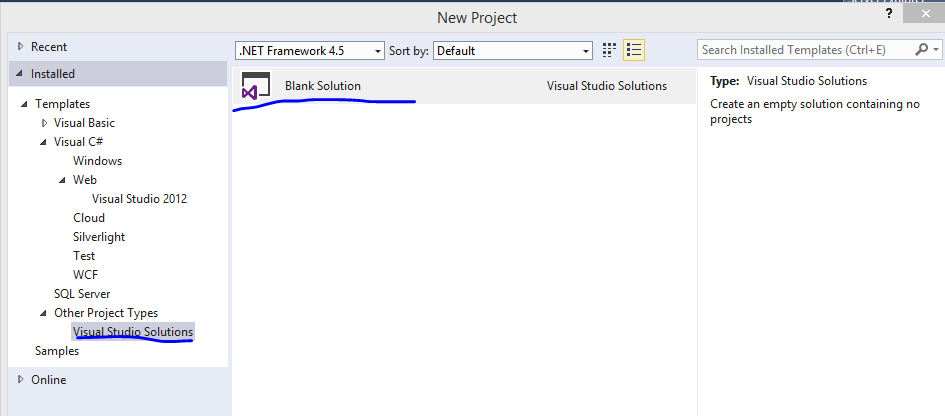 New Project
?
Recent
.NET Framework 4.5
Sort by:
Default
Search Installed Templates (Ctrl+E)
Installed
Blank Solution
Visual Studio Solutions
Type: Visual Studio Solutions
Create an empty solution containing no
projects
Templates
Visual Basic
Visual C#
Windows
Web
Visual Studio 2012
Cloud
Silverlight
Test
WCF
SQL Server
Other Project Types
Visual Studio Solutions
Samples
Online